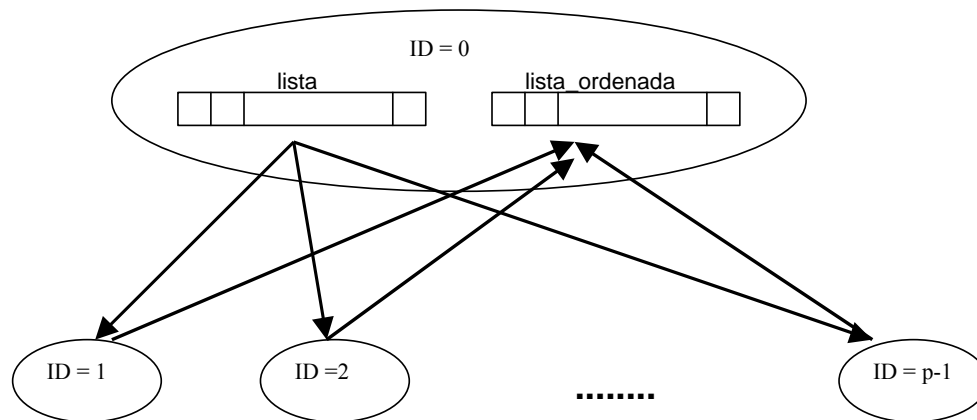 ID = 0
lista
lista_ordenada
ID = 1
ID =2
........
ID = p-1